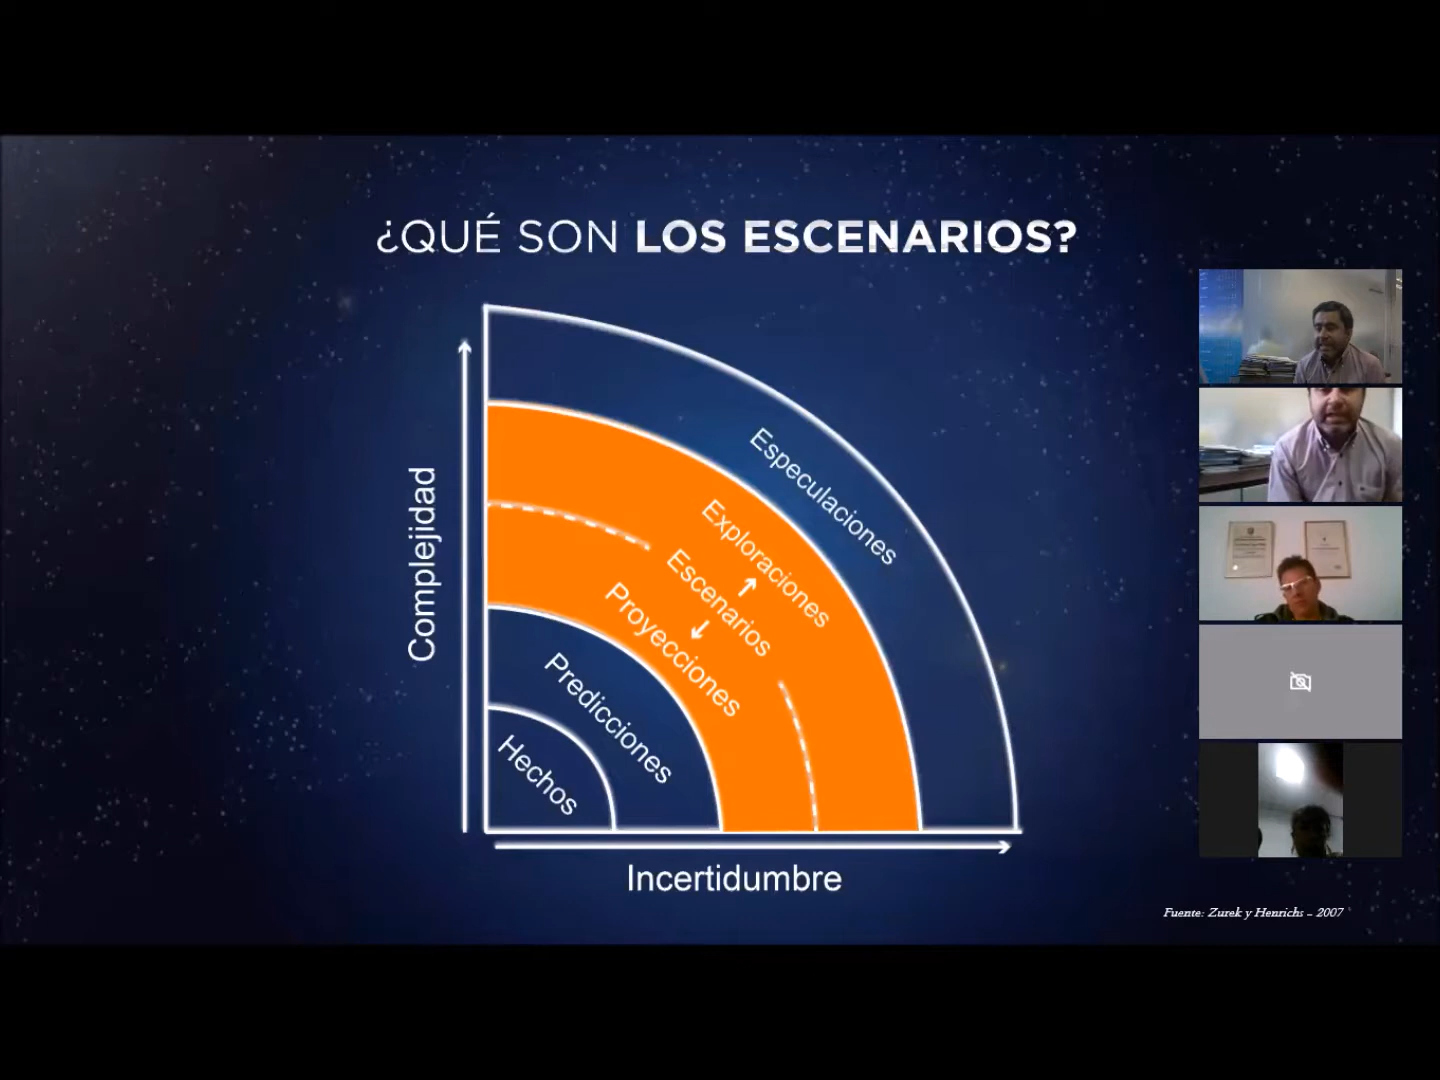 ¿QUÉ SON LOS ESCENARIOS?
Complejidad
Especulaciones
Exploraciones
Escenarios
Proyecciones
Predicciones
Hechos
Incertidumbre
Fuente: Zurek y Henrichs – 2007